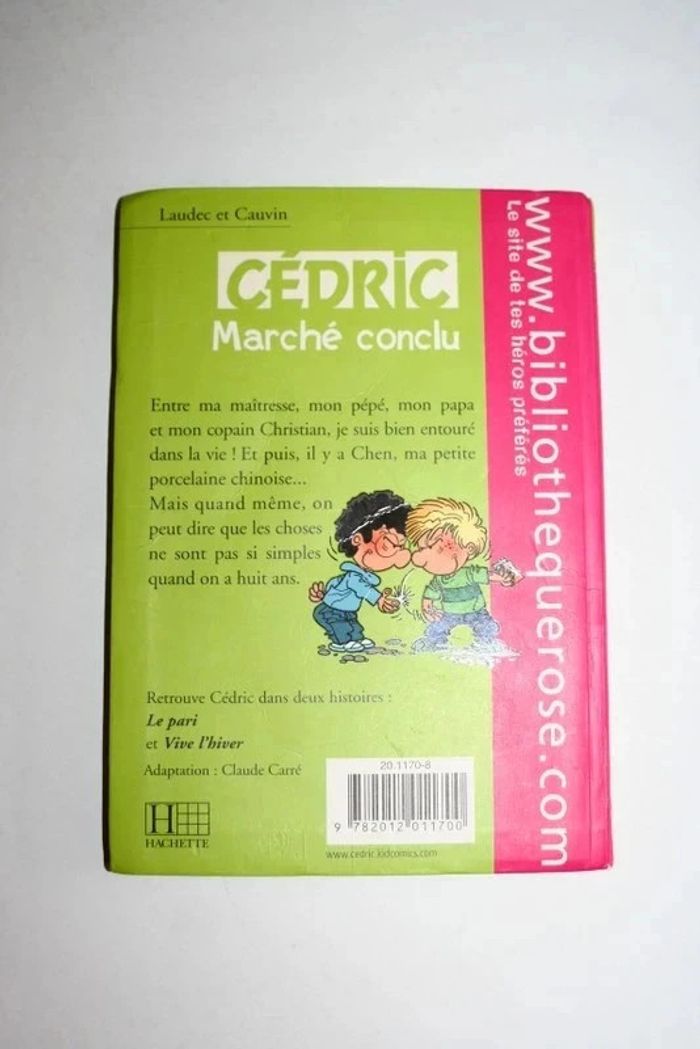 Laudec et Cauvin
CÉDRIC
Marché conclu
Entre ma maîtresse, mon pépé, mon papa
et mon copain Christian, je suis bien entouré
dans la vie ! Et puis, il y a Chen, ma petite
porcelaine chinoise...
Mais quand même, on
peut dire que les choses
ne sont pas si simples
quand on a huit ans.
Retrouve Cédric dans deux histoires :
Le pari
et Vive l'hiver
Adaptation : Claude Carré
H
HACHETTE
20.1170-8
9 782012 011700
www.cedric.kidcomics.com
www.bibliothequerose.com
Le site de tes héros préférés